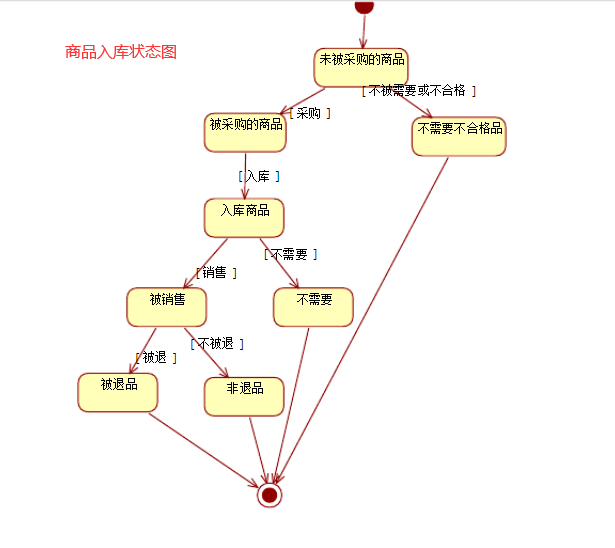 商品入库状态图
未被采购的商品
[ 不被需要或不合格 ]
[ 采购 ]
被采购的商品
不需要不合格品
[ 入库 ]
入库商品
[ 不需要 ]
[ 销售 ]
被销售
不需要
[ 不被退 ]
[ 被退 ]
被退品
非退品